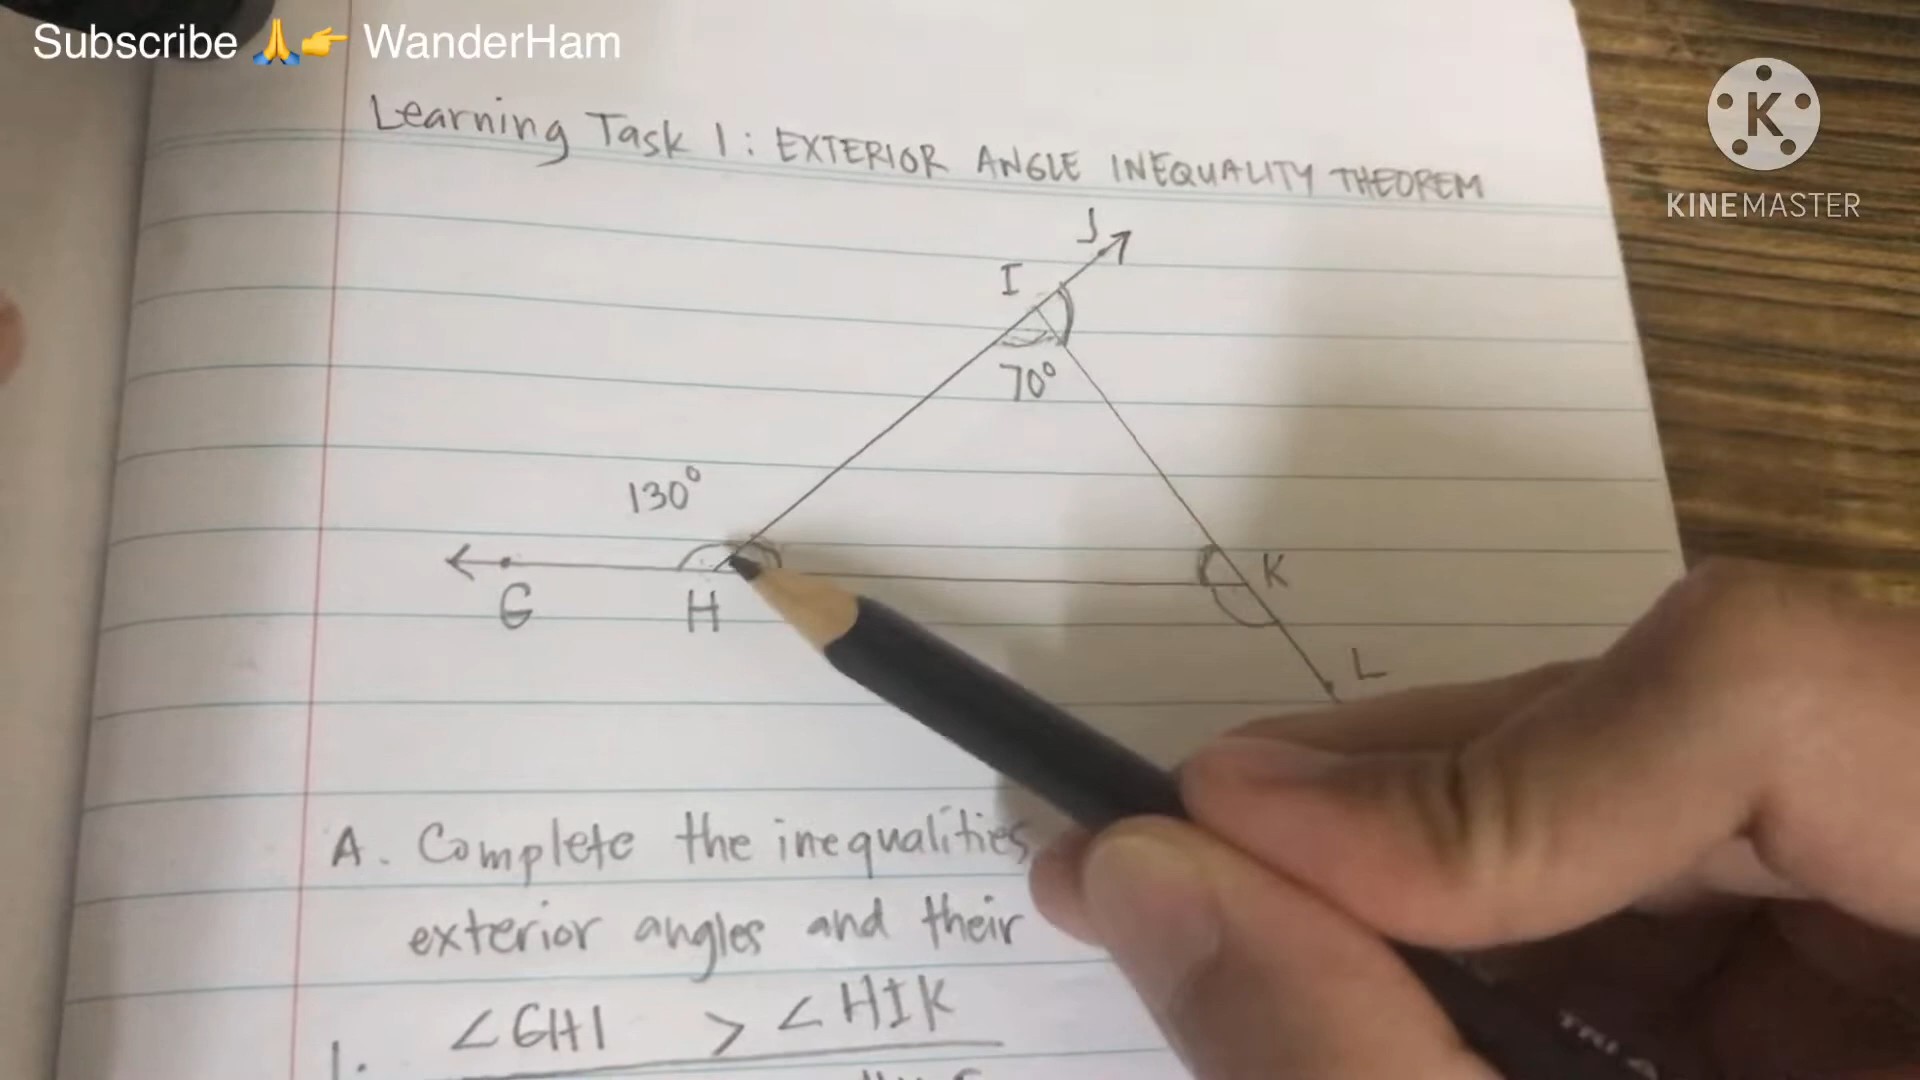 Subscribe 🙏👉 WanderHam
K
KINEMASTER
Learning Task 1: EXTERIOR ANGLE INEQUALITY THEOREM
J
I
70°
130°
G
H
K
L
A. Complete the inequalities
exterior angles and their
1. <GHI > <HIK